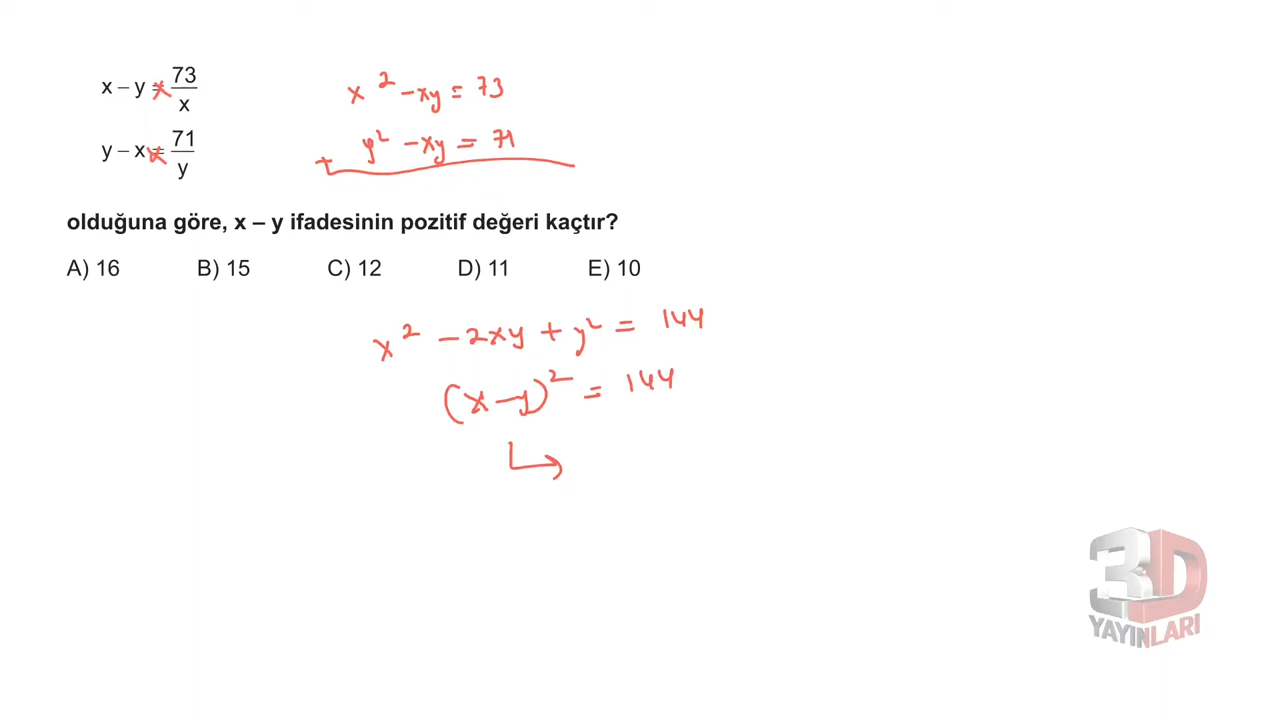 x – y = 73/x
y – x = 71/y
x² - xy = 73
y² - xy = 71
+
olduğuna göre, x – y ifadesinin pozitif değeri kaçtır?
A) 16 B) 15 C) 12 D) 11 E) 10
x² - 2xy + y² = 144
(x - y)² = 144
3D
YAYINLARI